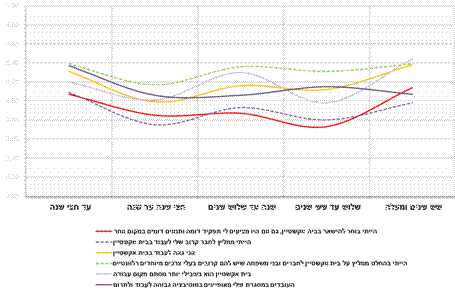 עד חצי שנה
חצי שנה עד שנה
שנה עד שלוש שנים
שלוש עד שש שנים
שש שנים ומעלה
הייתי בוחר להישאר בבית אקשטיין, גם אם היו מציעים לי תפקיד דומה ותנאים דומים במקום אחר
הייתי ממליץ לחבר קרוב שלי לעבוד בבית אקשטיין
אני גאה לעבוד בבית אקשטיין
הייתי בהחלט ממליץ על בית אקשטיין לחברים ובני משפחה שיש להם קרובים בעלי צרכים מיוחדים רלוונטיים
בית אקשטיין הוא בשבילי יותר מסתם מקום עבודה
העובדים במסגרת שלי מאופיינים במוטיבציה גבוהה לעבוד ולתרום